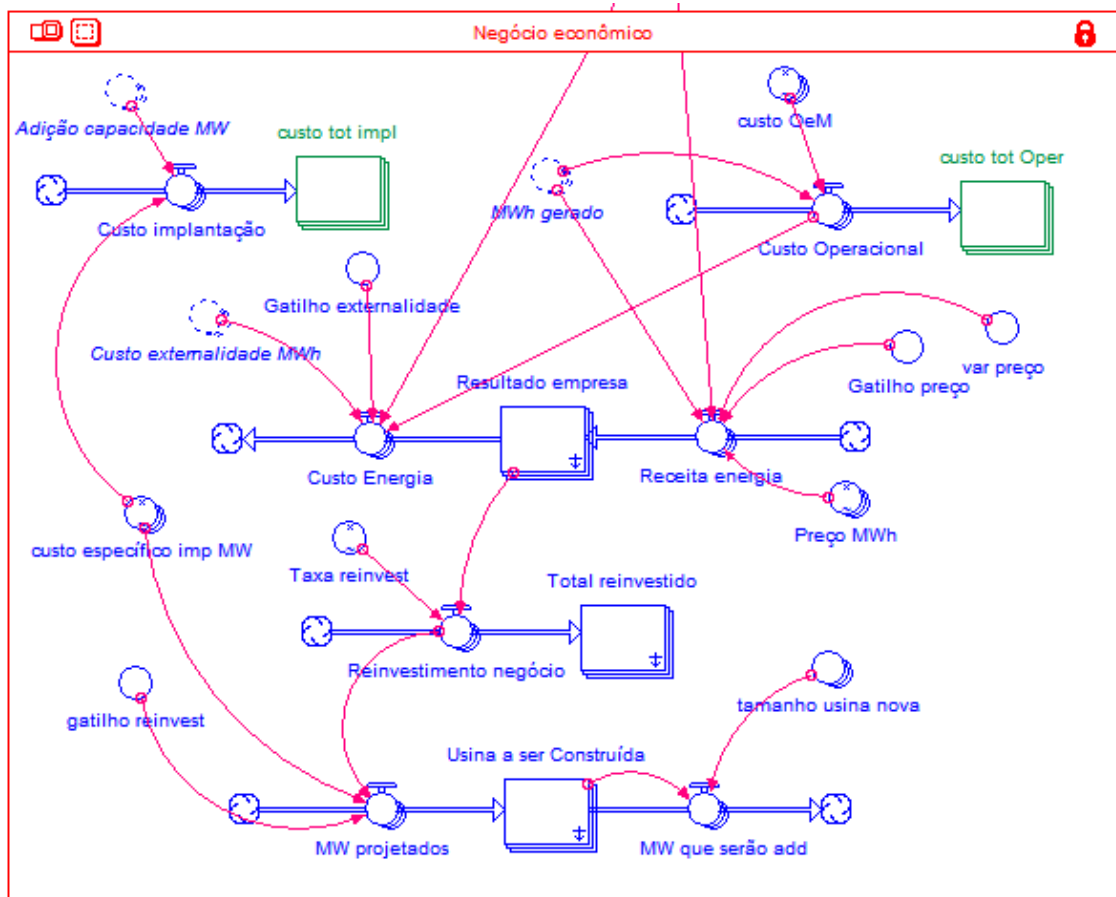 Negócio econômico
Adição capacidade MW
custo tot impl
custo OeM
custo tot Oper
MWh gerado
Custo implantação
Custo Operacional
Gatilho externalidade
Custo externalidade MWh
Resultado empresa
Gatilho preço
var preço
Custo Energia
Receita energia
Preço MWh
custo específico imp MW
Taxa reinvest
Total reinvestido
Reinvestimento negócio
gatilho reinvest
tamanho usina nova
Usina a ser Construída
MW projetados
MW que serão add